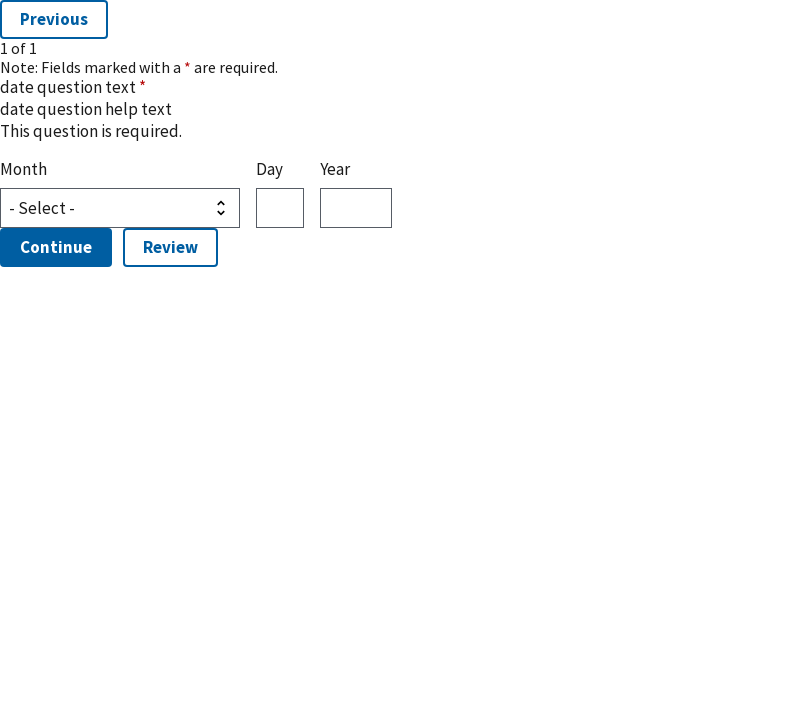 Previous
1 of 1
Note: Fields marked with a * are required.
date question text *
date question help text
This question is required.
Month Day Year
- Select -
Continue Review